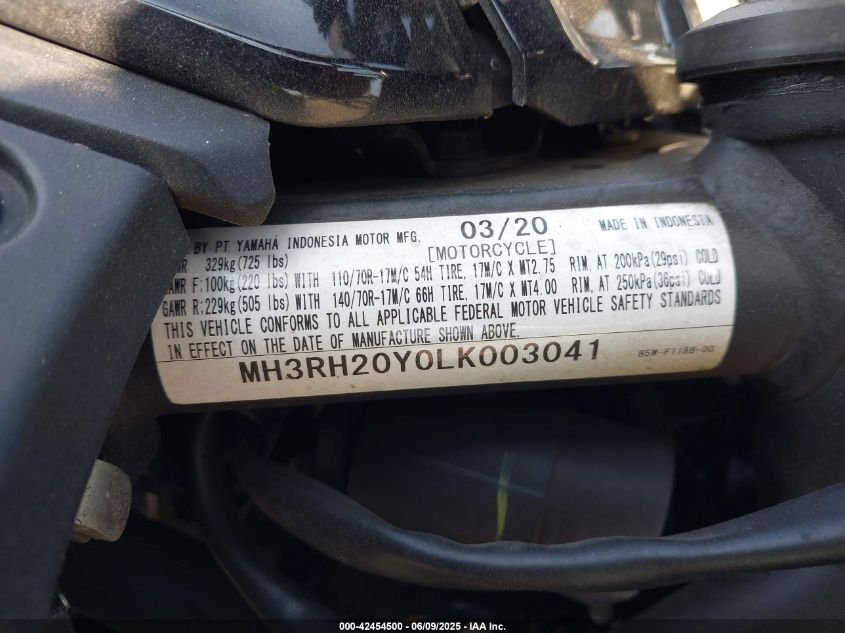 BY PT YAMAHA INDONESIA MOTOR MFG. 03/20 MADE IN INDONESIA
329kg(725 lbs) [MOTORCYCLE]
GAWR F:100kg(220 lbs) WITH 110/70R-17M/C 54H TIRE, 17M/C X MT2.75 RIM, AT 200kPa(29psi) COLD
GAWR R:229kg(505 lbs) WITH 140/70R-17M/C 66H TIRE, 17M/C X MT4.00 RIM, AT 250kPa(36psi) COLD
THIS VEHICLE CONFORMS TO ALL APPLICABLE FEDERAL MOTOR VEHICLE SAFETY STANDARDS
IN EFFECT ON THE DATE OF MANUFACTURE SHOWN ABOVE.
MH3RH20Y0LK003041 B5W-F118B-00
000-42454500 - 06/09/2025 - IAA Inc.